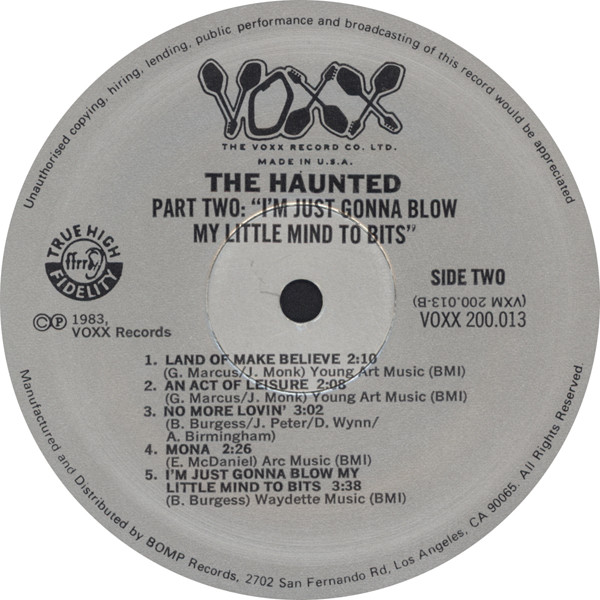 Unauthorised copying, hiring, lending, public performance and broadcasting of this record would be appreciated
VOXX
THE VOXX RECORD CO. LTD.
MADE IN U.S.A.
THE HAUNTED
PART TWO: "I'M JUST GONNA BLOW
MY LITTLE MIND TO BITS"
TRUE HIGH
ffrr
FIDELITY
SIDE TWO
(VXM 200.013-B)
VOXX 200.013
©Ⓟ 1983,
VOXX Records
1. LAND OF MAKE BELIEVE 2:10
(G. Marcus/J. Monk) Young Art Music (BMI)
2. AN ACT OF LEISURE 2:08
(G. Marcus/J. Monk) Young Art Music (BMI)
3. NO MORE LOVIN' 3:02
(B. Burgess/J. Peter/D. Wynn/
A. Birmingham)
4. MONA 2:26
(E. McDaniel) Arc Music (BMI)
5. I'M JUST GONNA BLOW MY
LITTLE MIND TO BITS 3:38
(B. Burgess) Waydette Music (BMI)
Manufactured and Distributed by BOMP Records, 2702 San Fernando Rd, Los Angeles, CA 90065. All Rights Reserved